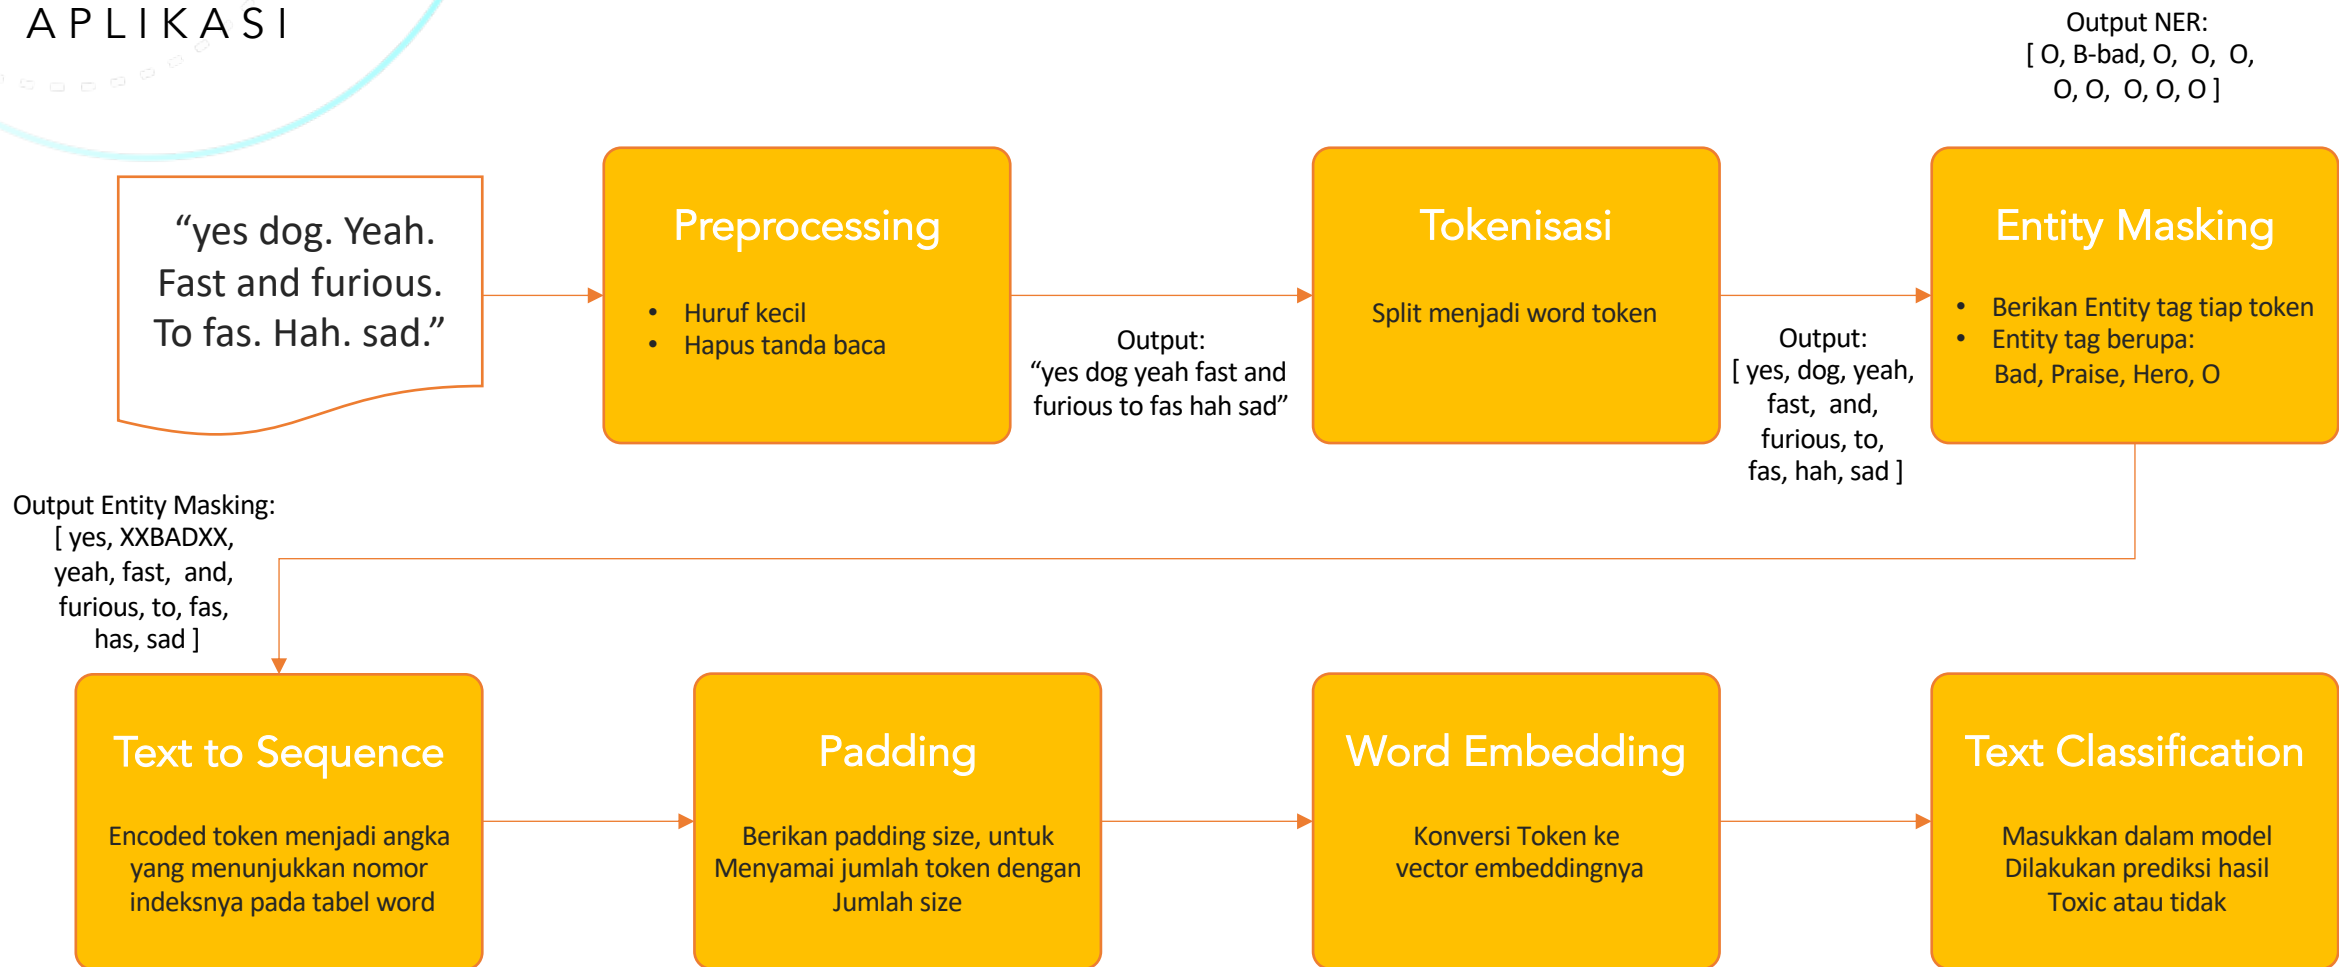 APLIKASI
Output NER:
[ O, B-bad, O, O, O,
O, O, O, O, O ]
“yes dog. Yeah.
Fast and furious.
To fas. Hah. sad.”
Preprocessing
• Huruf kecil
• Hapus tanda baca
Output:
“yes dog yeah fast and
furious to fas hah sad”
Tokenisasi
Split menjadi word token
Output:
[ yes, dog, yeah,
fast, and,
furious, to,
fas, hah, sad ]
Entity Masking
• Berikan Entity tag tiap token
• Entity tag berupa:
Bad, Praise, Hero, O
Output Entity Masking:
[ yes, XXBADXX,
yeah, fast, and,
furious, to, fas,
has, sad ]
Text to Sequence
Encoded token menjadi angka
yang menunjukkan nomor
indeksnya pada tabel word
Padding
Berikan padding size, untuk
Menyamai jumlah token dengan
Jumlah size
Word Embedding
Konversi Token ke
vector embeddingnya
Text Classification
Masukkan dalam model
Dilakukan prediksi hasil
Toxic atau tidak